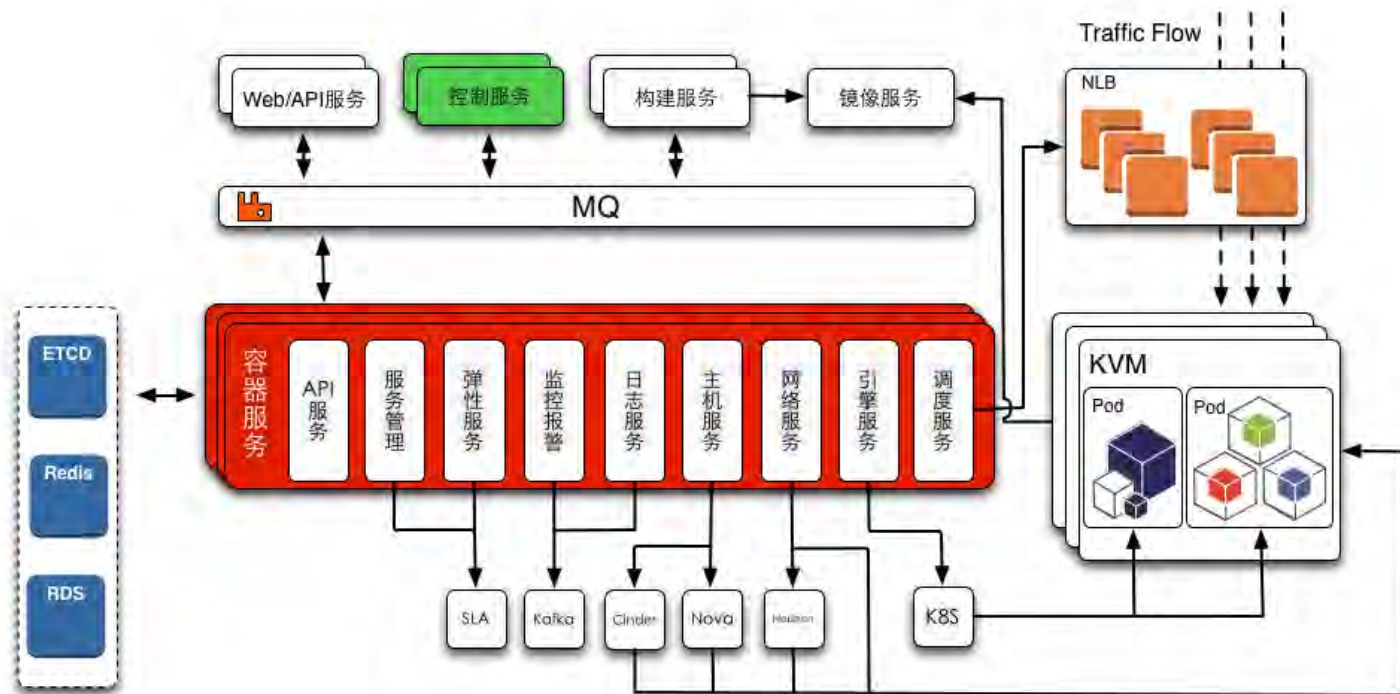 Traffic Flow
Web/API服务
控制服务
构建服务
镜像服务
NLB
MQ
ETCD
Redis
RDS
容器服务
API服务
服务管理
弹性服务
监控报警
日志服务
主机服务
网络服务
引擎服务
调度服务
KVM
Pod
Pod
SLA
Kafka
Cinder
Nova
K8S